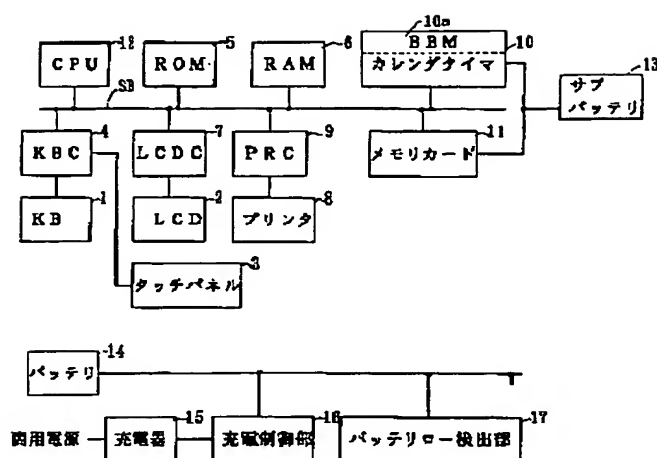 10a
12 5 6 BBM 10
CPU ROM RAM カレンダタイマ 13
SB サブ
バッテリ
4 7 9 11
KBC LCDC PRC メモリカード
1 2 8
KB LCD プリンタ
3
タッチパネル
14
バッテリ
15 16 17
商用電源 充電器 充電制御部 バッテリロー検出部